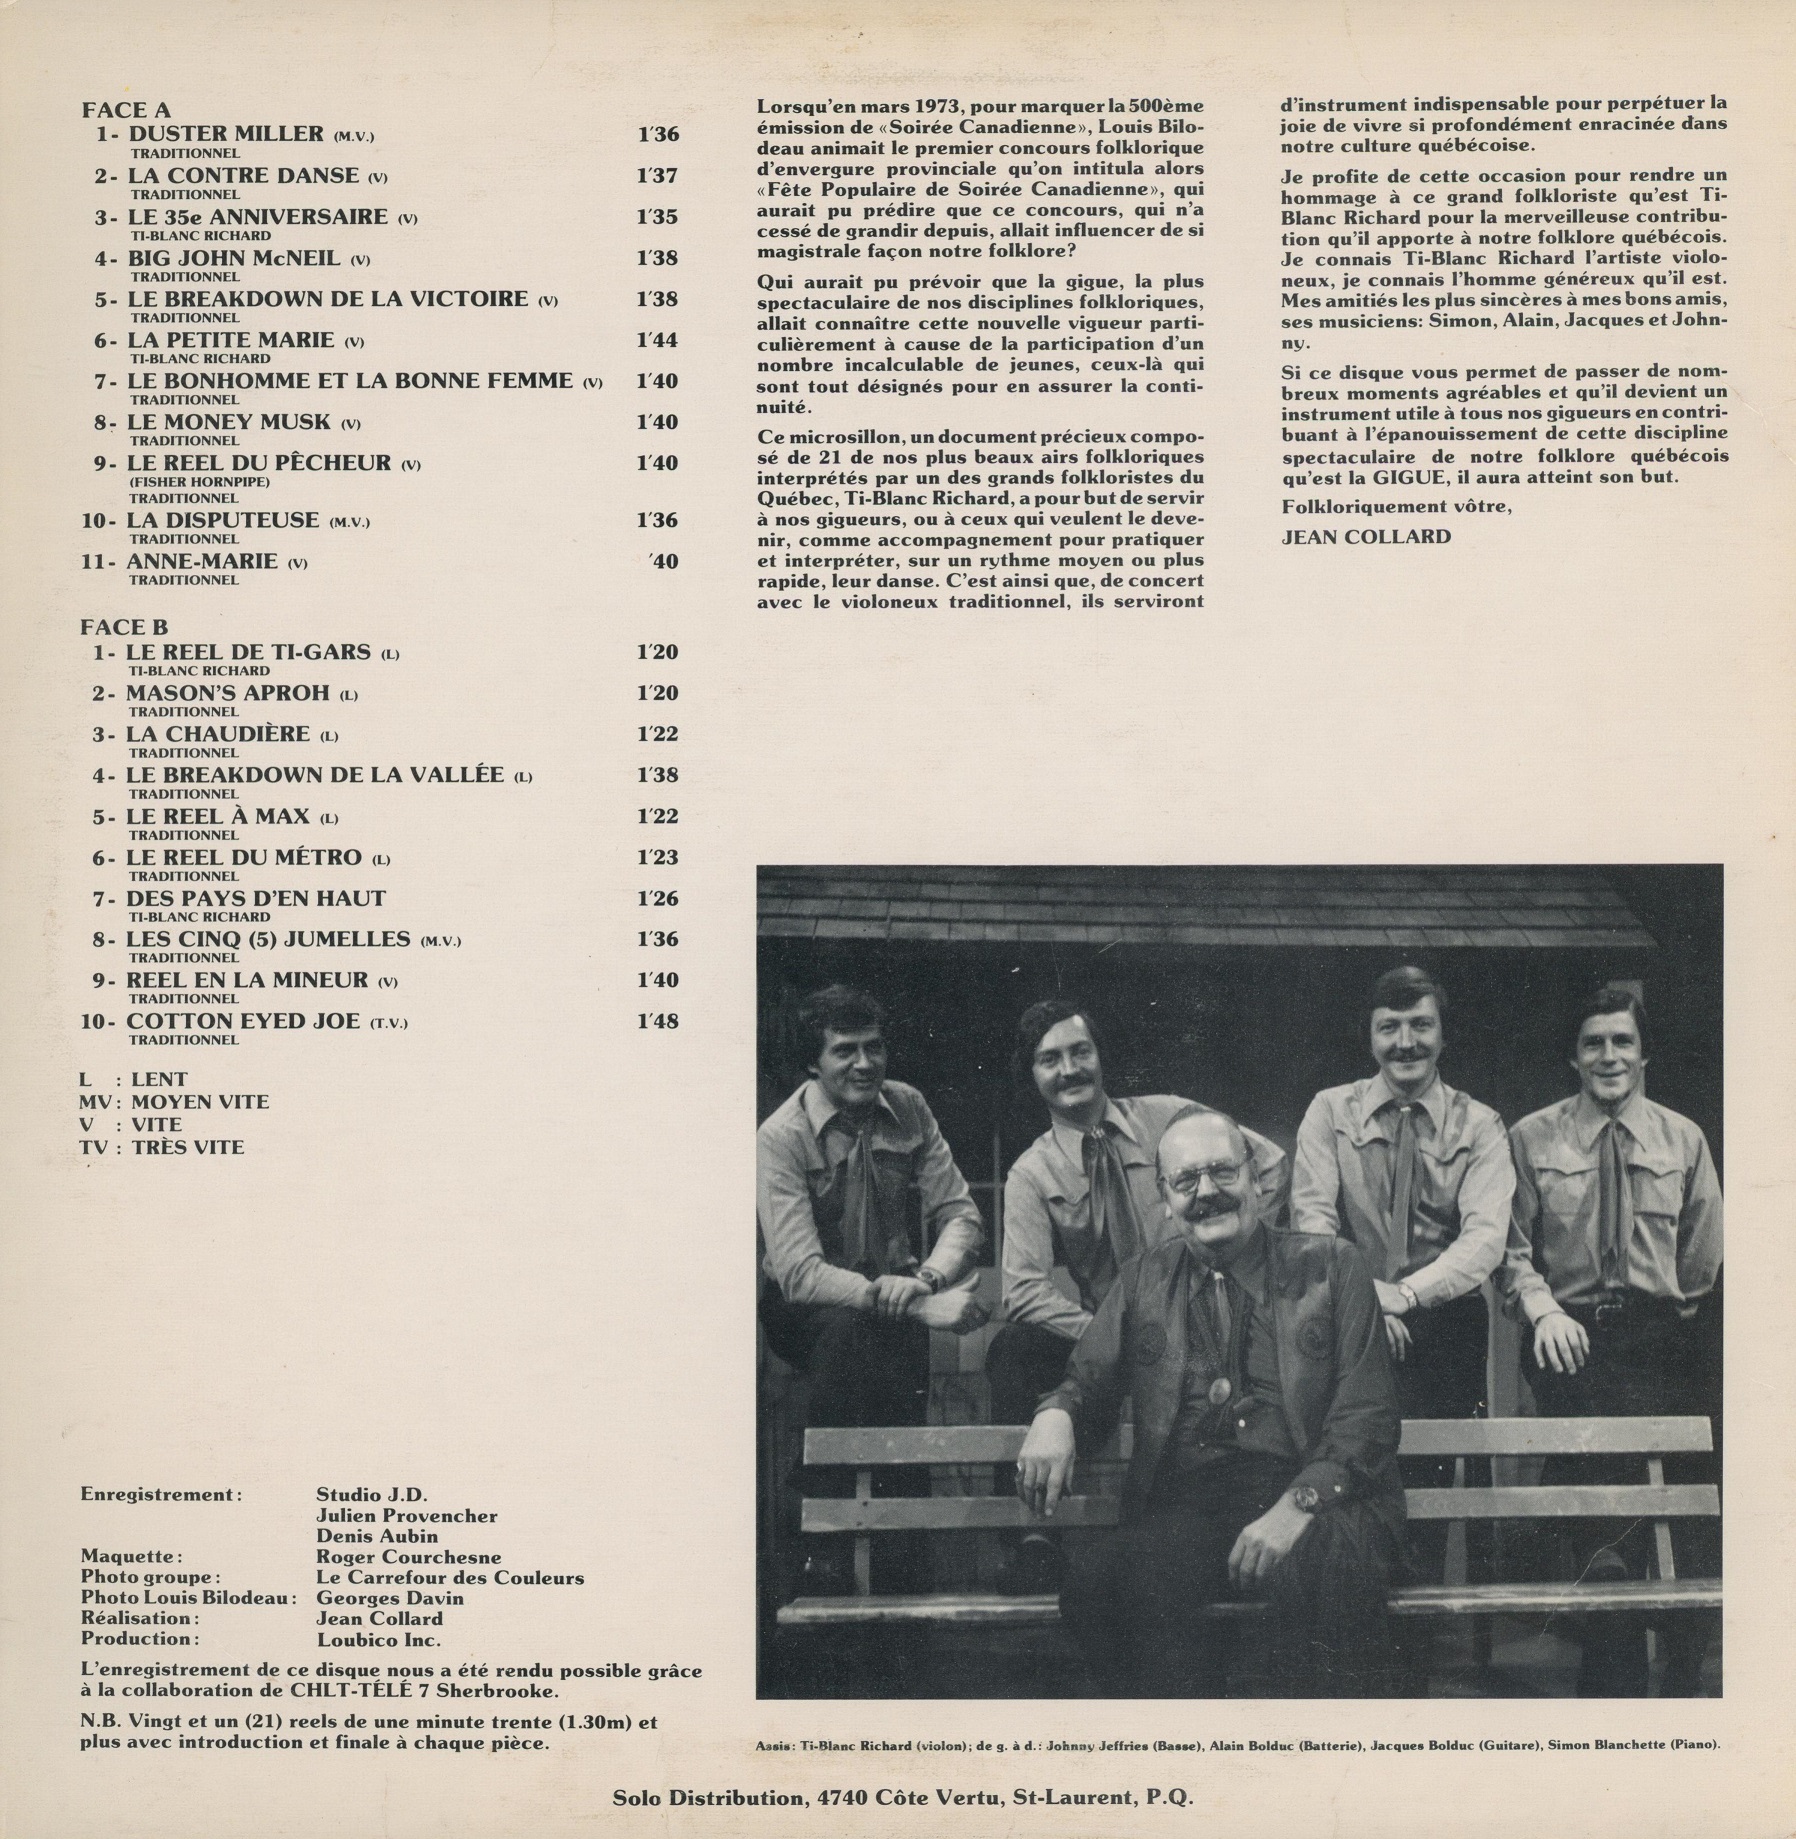 FACE A
1- DUSTER MILLER (M.V.) 1'36
TRADITIONNEL
2- LA CONTRE DANSE (V) 1'37
TRADITIONNEL
3- LE 35e ANNIVERSAIRE (V) 1'35
TI-BLANC RICHARD
4- BIG JOHN McNEIL (V) 1'38
TRADITIONNEL
5- LE BREAKDOWN DE LA VICTOIRE (V) 1'38
TRADITIONNEL
6- LA PETITE MARIE (V) 1'44
TI-BLANC RICHARD
7- LE BONHOMME ET LA BONNE FEMME (V) 1'40
TRADITIONNEL
8- LE MONEY MUSK (V) 1'40
TRADITIONNEL
9- LE REEL DU PÊCHEUR (V) 1'40
(FISHER HORNPIPE)
TRADITIONNEL
10- LA DISPUTEUSE (M.V.) 1'36
TRADITIONNEL
11- ANNE-MARIE (V) '40
TRADITIONNEL
FACE B
1- LE REEL DE TI-GARS (L) 1'20
TI-BLANC RICHARD
2- MASON'S APROH (L) 1'20
TRADITIONNEL
3- LA CHAUDIÈRE (L) 1'22
TRADITIONNEL
4- LE BREAKDOWN DE LA VALLÉE (L) 1'38
TRADITIONNEL
5- LE REEL À MAX (L) 1'22
TRADITIONNEL
6- LE REEL DU MÉTRO (L) 1'23
TRADITIONNEL
7- DES PAYS D'EN HAUT 1'26
TI-BLANC RICHARD
8- LES CINQ (5) JUMELLES (M.V.) 1'36
TRADITIONNEL
9- REEL EN LA MINEUR (V) 1'40
TRADITIONNEL
10- COTTON EYED JOE (T.V.) 1'48
TRADITIONNEL
L : LENT
MV : MOYEN VITE
V : VITE
TV : TRÈS VITE
Enregistrement : Studio J.D.
Julien Provencher
Denis Aubin
Maquette : Roger Courchesne
Photo groupe : Le Carrefour des Couleurs
Photo Louis Bilodeau : Georges Davin
Réalisation : Jean Collard
Production : Loubico Inc.
L'enregistrement de ce disque nous a été rendu possible grâce
à la collaboration de CHLT-TÉLÉ 7 Sherbrooke.
N.B. Vingt et un (21) reels de une minute trente (1.30m) et
plus avec introduction et finale à chaque pièce.
Lorsqu'en mars 1973, pour marquer la 500ème
émission de «Soirée Canadienne», Louis Bilo-
deau animait le premier concours folklorique
d'envergure provinciale qu'on intitula alors
«Fête Populaire de Soirée Canadienne», qui
aurait pu prédire que ce concours, qui n'a
cessé de grandir depuis, allait influencer de si
magistrale façon notre folklore?
Qui aurait pu prévoir que la gigue, la plus
spectaculaire de nos disciplines folkloriques,
allait connaître cette nouvelle vigueur parti-
culièrement à cause de la participation d'un
nombre incalculable de jeunes, ceux-là qui
sont tout désignés pour en assurer la conti-
nuité.
Ce microsillon, un document précieux compo-
sé de 21 de nos plus beaux airs folkloriques
interprétés par un des grands folkloristes du
Québec, Ti-Blanc Richard, a pour but de servir
à nos gigueurs, ou à ceux qui veulent le deve-
nir, comme accompagnement pour pratiquer
et interpréter, sur un rythme moyen ou plus
rapide, leur danse. C'est ainsi que, de concert
avec le violoneux traditionnel, ils serviront
d'instrument indispensable pour perpétuer la
joie de vivre si profondément enracinée dans
notre culture québécoise.
Je profite de cette occasion pour rendre un
hommage à ce grand folkloriste qu'est Ti-
Blanc Richard pour la merveilleuse contribu-
tion qu'il apporte à notre folklore québécois.
Je connais Ti-Blanc Richard l'artiste violo-
neux, je connais l'homme généreux qu'il est.
Mes amitiés les plus sincères à mes bons amis,
ses musiciens: Simon, Alain, Jacques et John-
ny.
Si ce disque vous permet de passer de nom-
breux moments agréables et qu'il devient un
instrument utile à tous nos gigueurs en contri-
buant à l'épanouissement de cette discipline
spectaculaire de notre folklore québécois
qu'est la GIGUE, il aura atteint son but.
Folkloriquement vôtre,
JEAN COLLARD
Assis : Ti-Blanc Richard (violon) ; de g. à d. : Johnny Jeffries (Basse), Alain Bolduc (Batterie), Jacques Bolduc (Guitare), Simon Blanchette (Piano).
Solo Distribution, 4740 Côte Vertu, St-Laurent, P.Q.